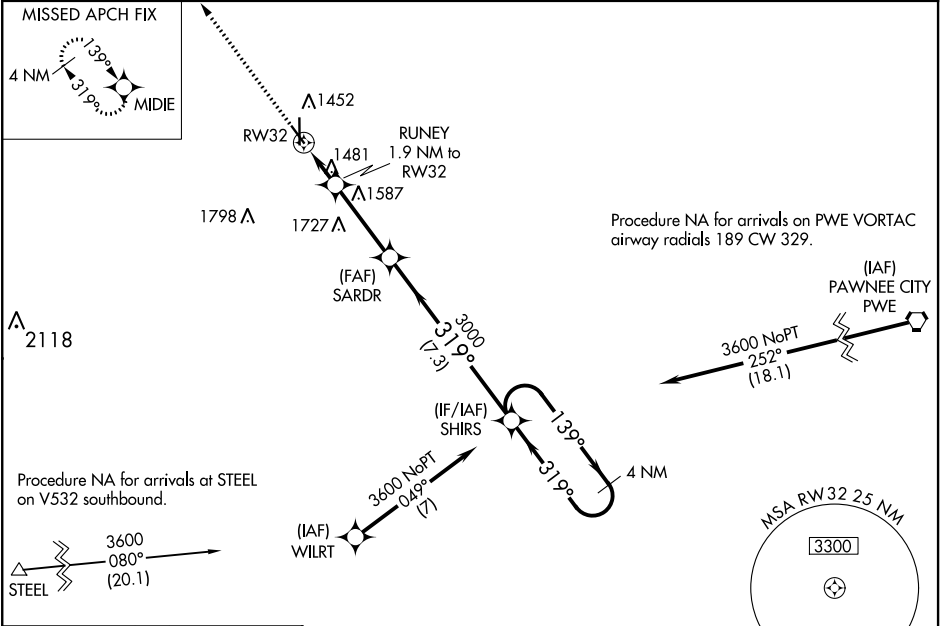 MISSED APCH FIX
139°
4 NM
319°
MIDIE
1452
RW32
RUNEY
1.9 NM to
RW32
1481
1587
1798
1727
Procedure NA for arrivals on PWE VORTAC
airway radials 189 CW 329.
(FAF)
SARDR
(IAF)
PAWNEE CITY
PWE
2118
3000
319°
(7.3)
3600 NoPT
252°
(18.1)
(IF/IAF)
SHIRS
139°
319°
4 NM
Procedure NA for arrivals at STEEL
on V532 southbound.
3600 NoPT
049°
(7)
(IAF)
WILRT
3600
080°
(20.1)
STEEL
MSA RW32 25 NM
3300